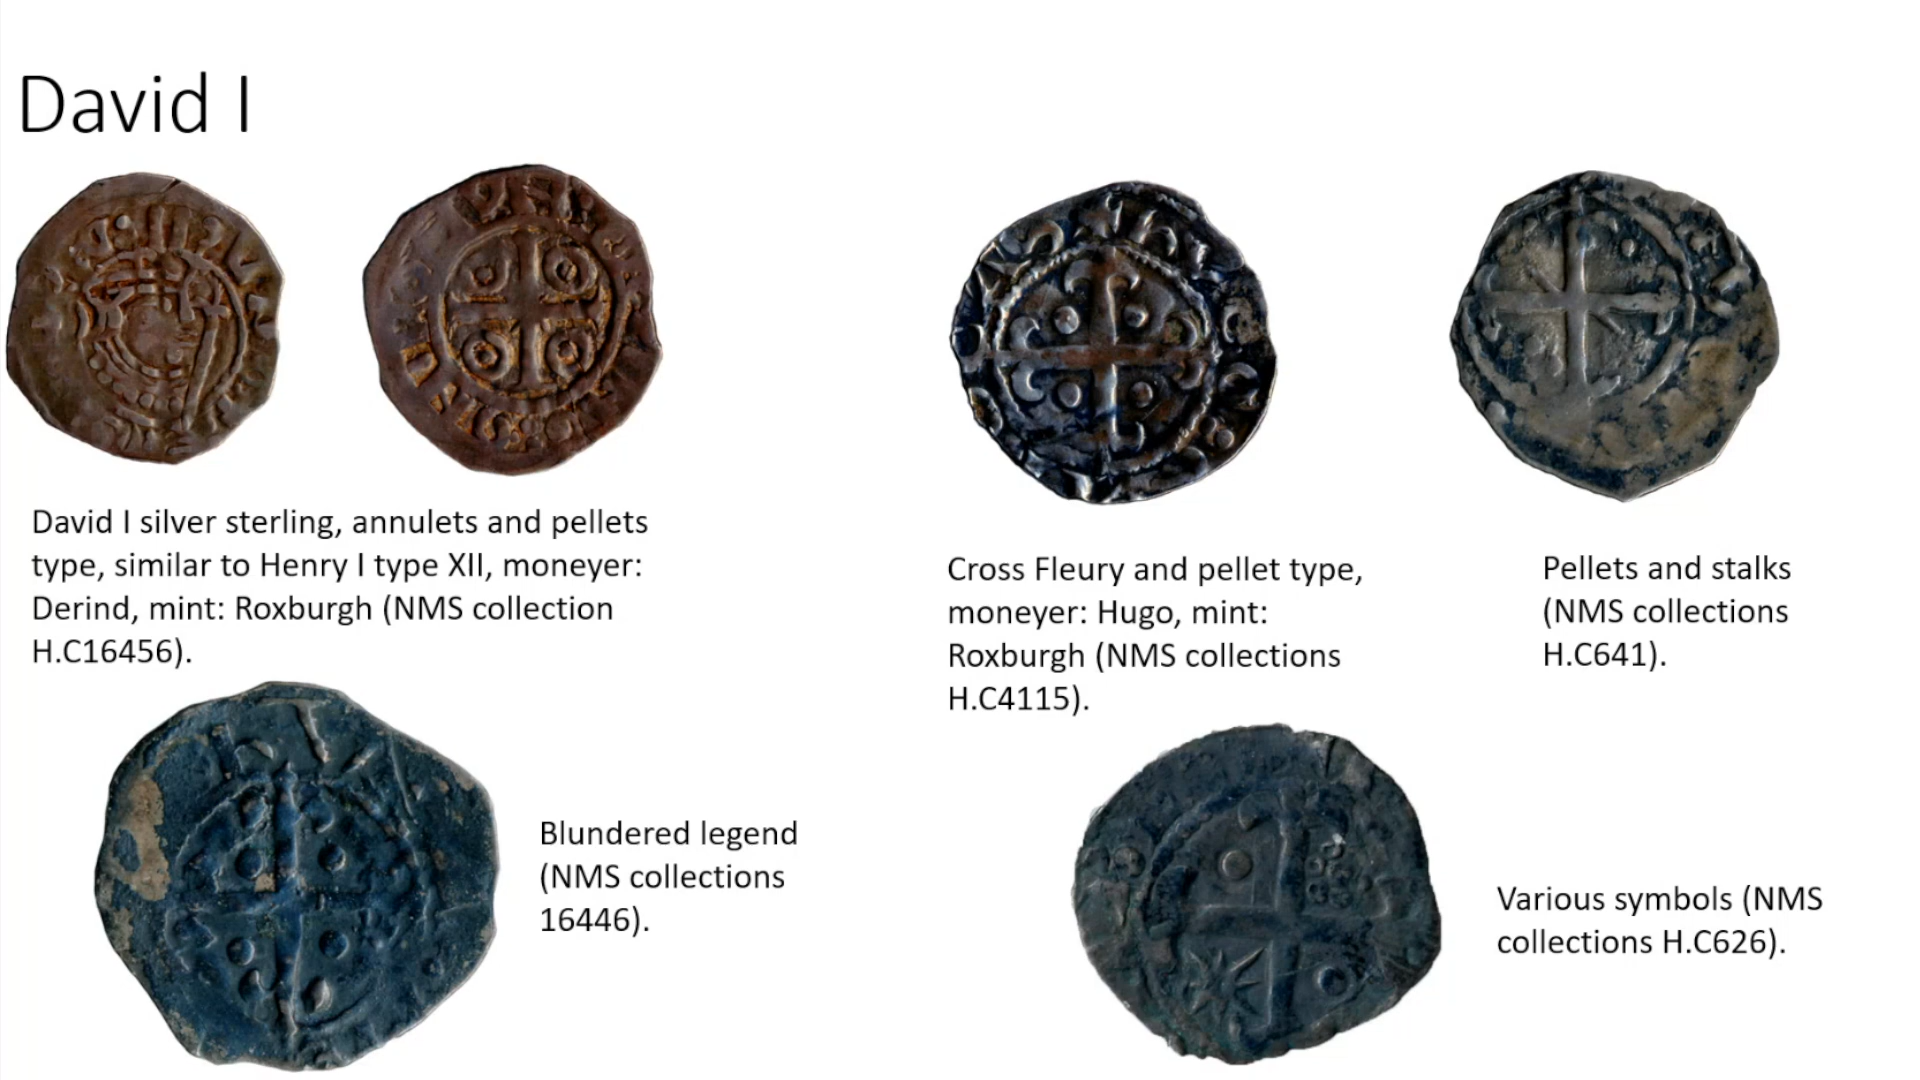 David I
David I silver sterling, annulets and pellets
type, similar to Henry I type XII, moneyer:
Derind, mint: Roxburgh (NMS collection
H.C16456).
Cross Fleury and pellet type,
moneyer: Hugo, mint:
Roxburgh (NMS collections
H.C4115).
Pellets and stalks
(NMS collections
H.C641).
Blundered legend
(NMS collections
16446).
Various symbols (NMS
collections H.C626).